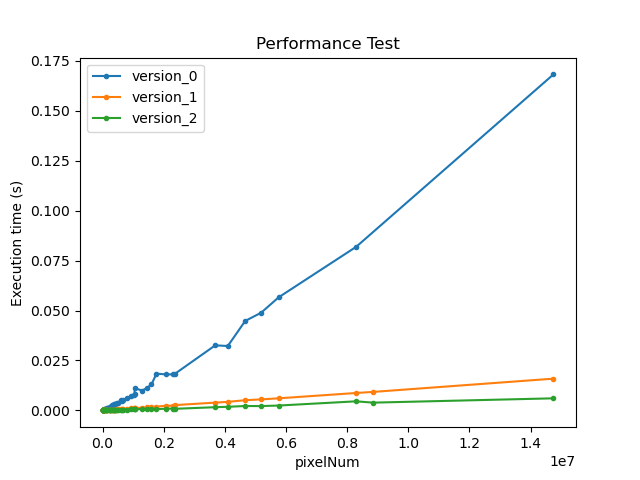 Performance Test
version_0
version_1
version_2
0.175
0.150
0.125
0.100
0.075
0.050
0.025
0.000
Execution time (s)
0.0 0.2 0.4 0.6 0.8 1.0 1.2 1.4
1e7
pixelNum